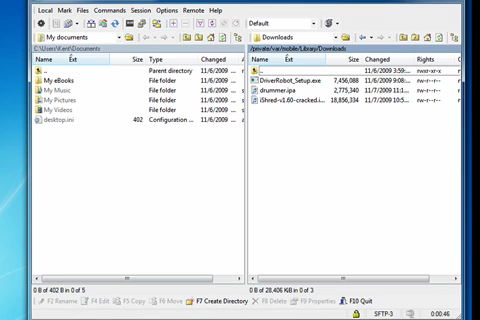 Local Mark Files Commands Session Options Remote Help
Default
My documents
Downloads
C:\Users\Kent\Documents
/private/var/mobile/Library/Downloads
Name Ext Size Type Changed
Name Ext Size Changed Rights
.. Parent directory 11/6/2009 ...
.. 11/6/2009 3:59:... rwxr-xr-x
My eBooks File folder 11/6/2009 ...
DriverRobot_Setup.exe 7,456,088 11/6/2009 9:08:... rw-r--r--
My Music File folder 11/6/2009 ...
drummer.ipa 2,775,340 11/7/2009 11:1... rw-r--r--
My Pictures File folder 11/6/2009 ...
iShred-v1.60-cracked.i... 18,856,334 11/7/2009 10:5... rw-r--r--
My Videos File folder 11/6/2009 ...
desktop.ini 402 Configuration ... 11/6/2009 ...
0 B of 402 B in 0 of 5
0 B of 28,406 KiB in 0 of 3
F2 Rename F4 Edit F5 Copy F6 Move F7 Create Directory F8 Delete F9 Properties F10 Quit
SFTP-3 0:00:46